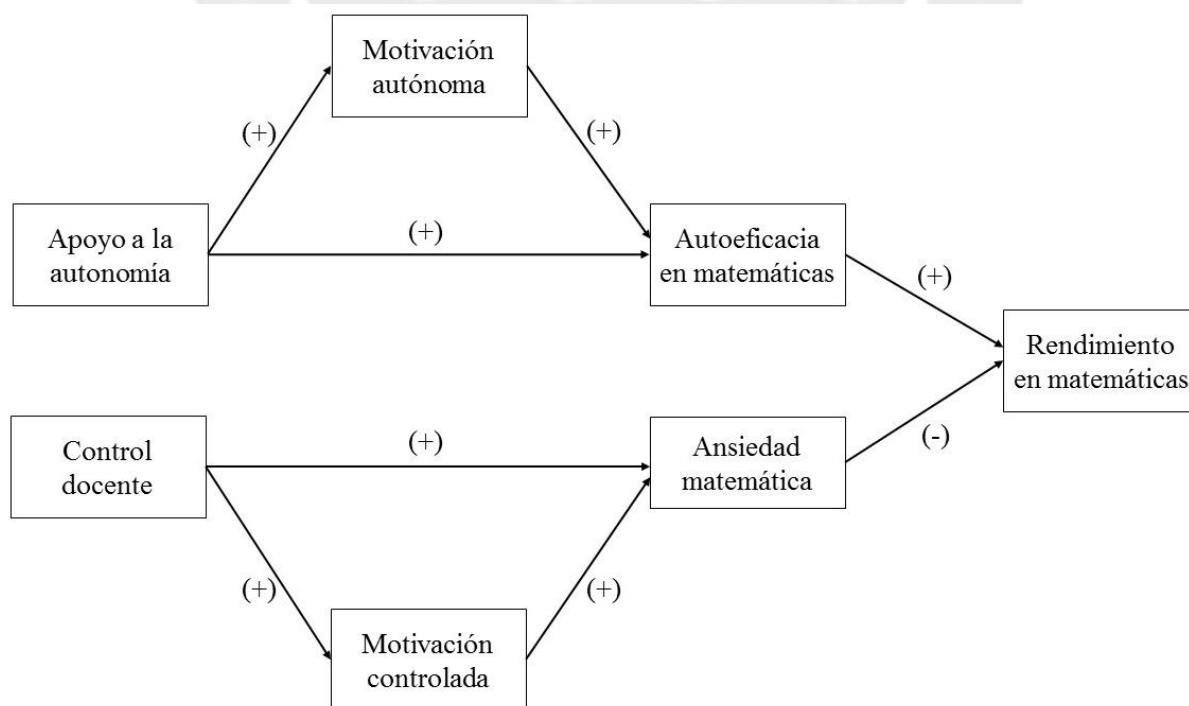 Motivación
autónoma
(+)
(+)
Apoyo a la
autonomía
(+)
Autoeficacia
en matemáticas
(+)
Rendimiento
en matemáticas
Control
docente
(+)
Ansiedad
matemática
(-)
(+)
(+)
Motivación
controlada